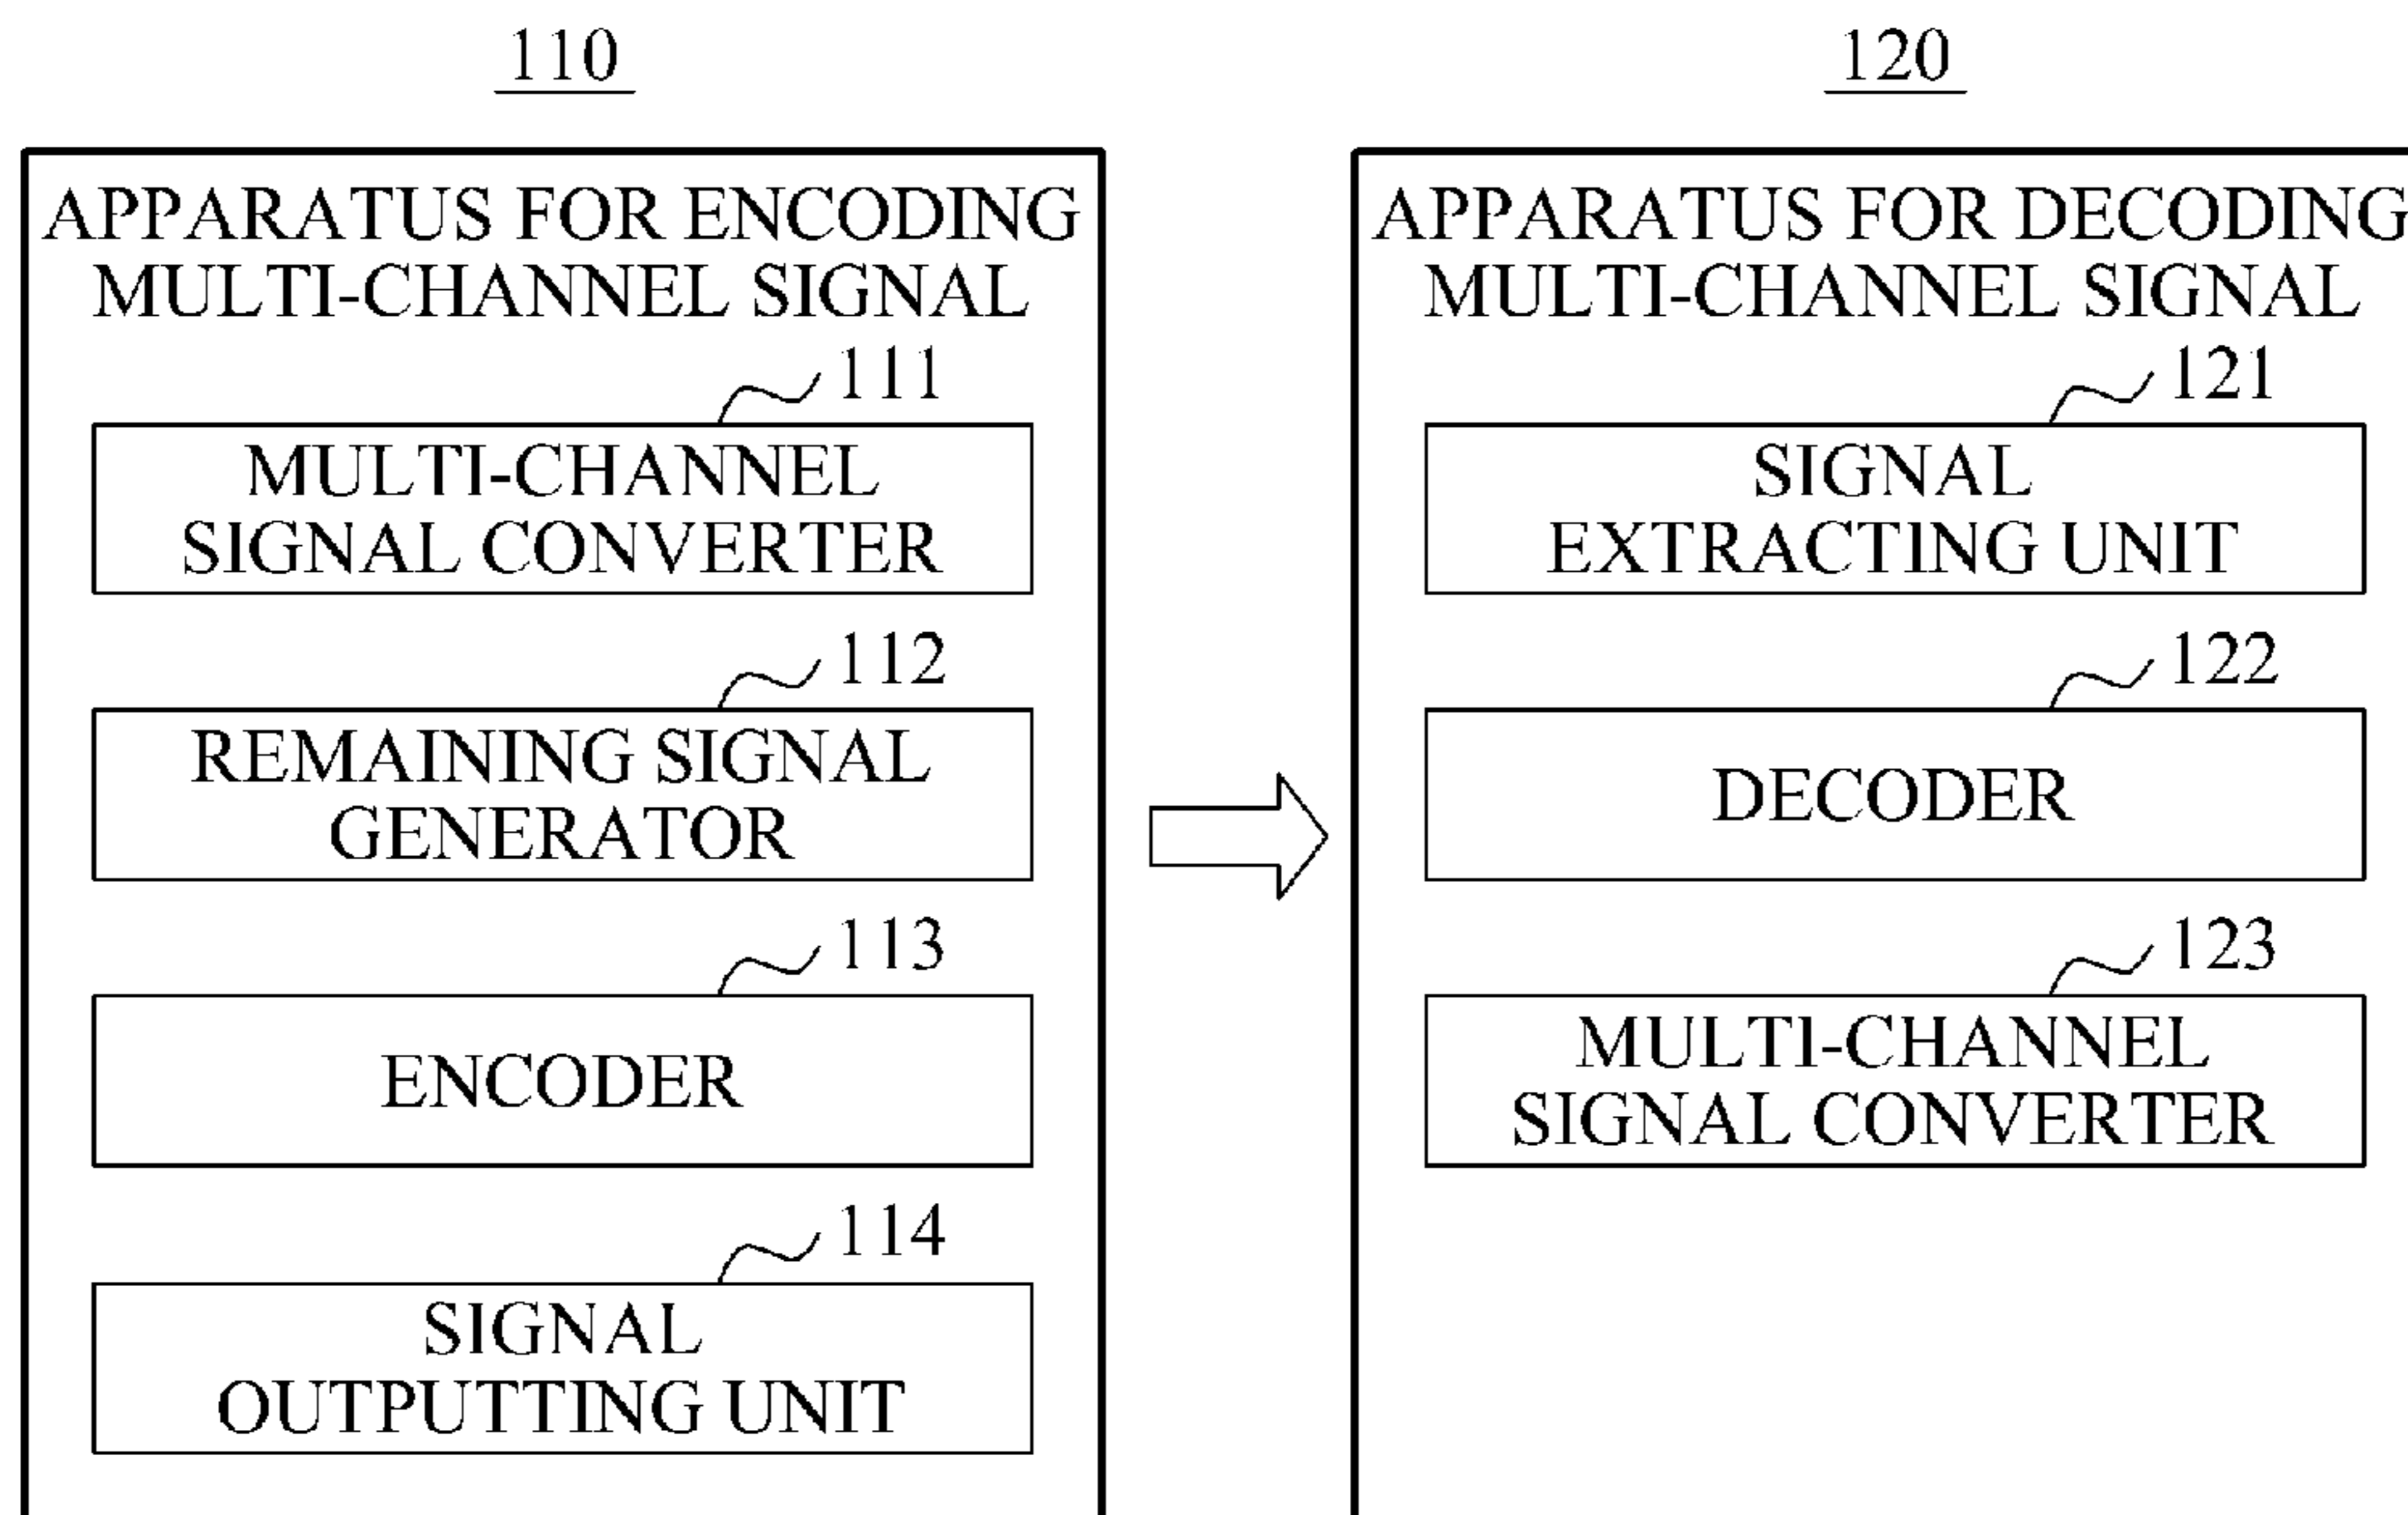 110
APPARATUS FOR ENCODING
MULTI-CHANNEL SIGNAL
111
MULTI-CHANNEL
SIGNAL CONVERTER
112
REMAINING SIGNAL
GENERATOR
113
ENCODER
114
SIGNAL
OUTPUTTING UNIT
120
APPARATUS FOR DECODING
MULTI-CHANNEL SIGNAL
121
SIGNAL
EXTRACTING UNIT
122
DECODER
123
MULTI-CHANNEL
SIGNAL CONVERTER